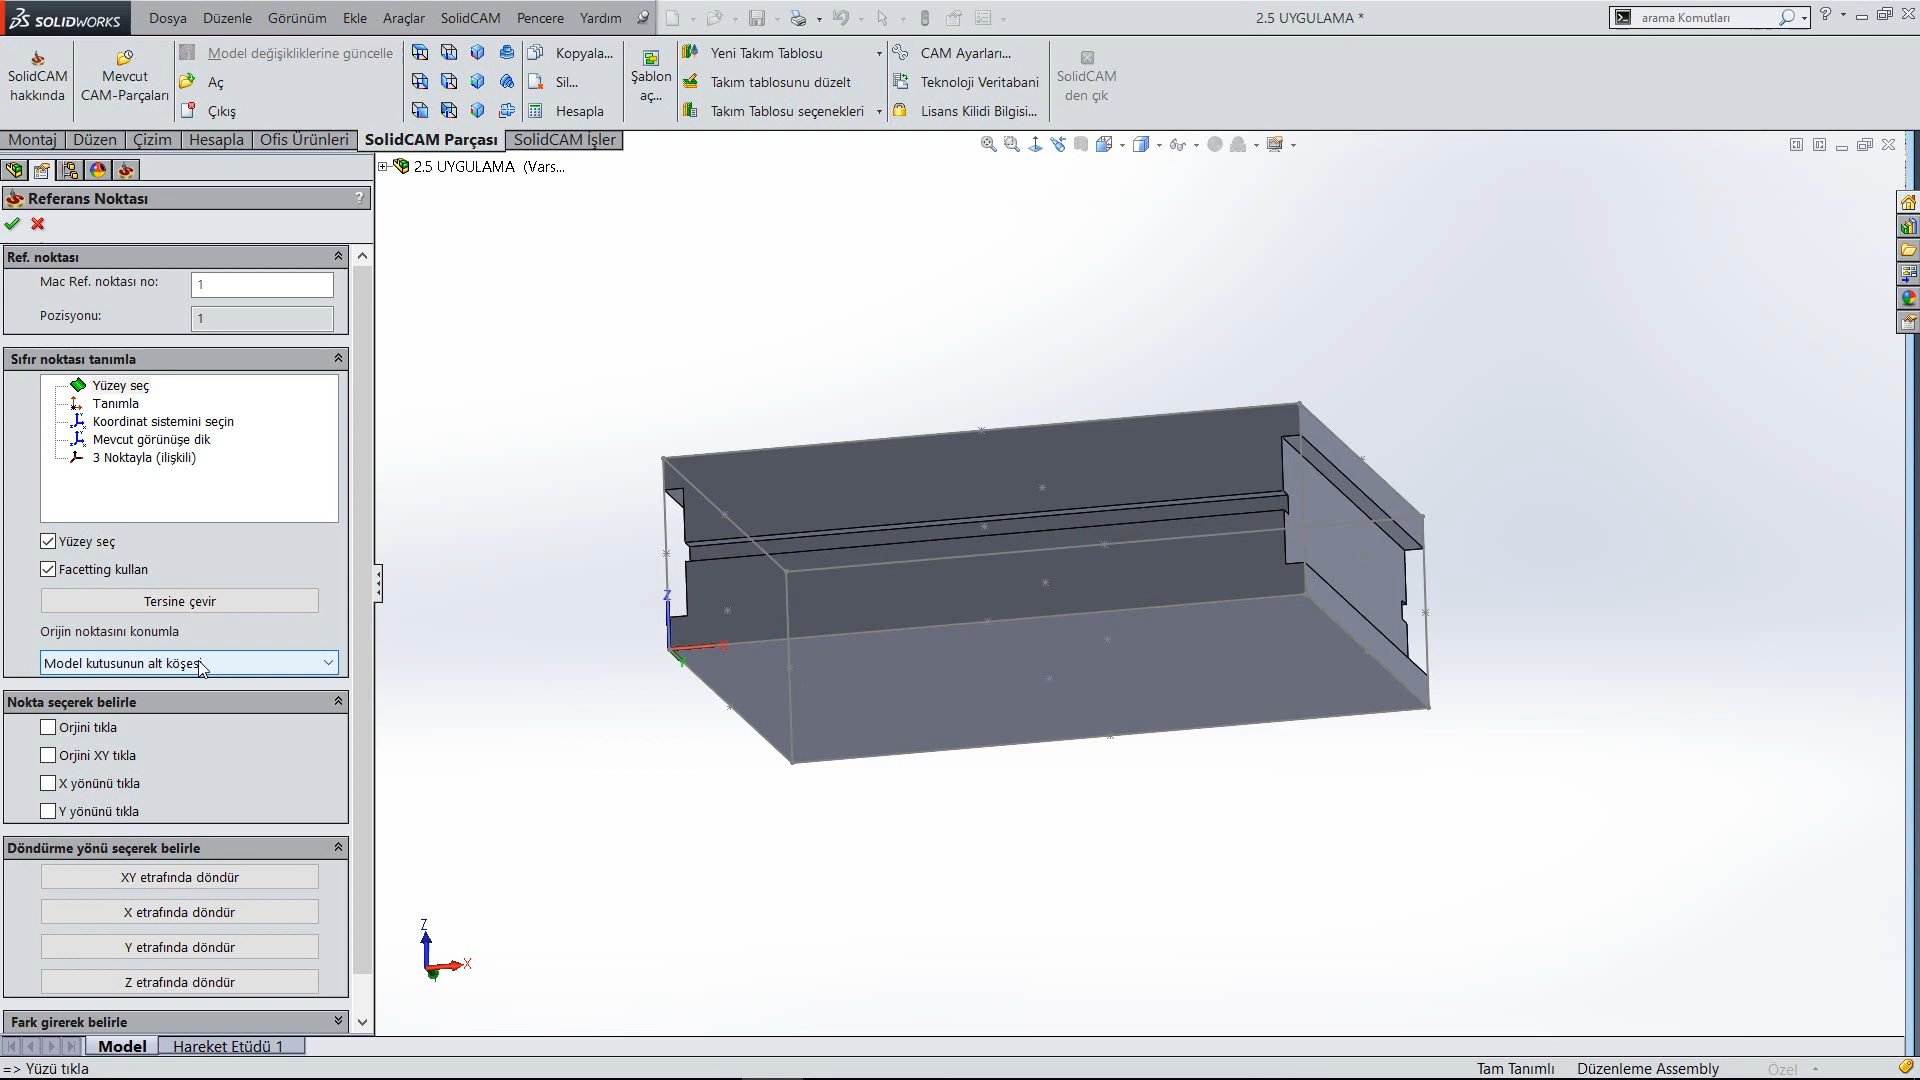 SOLIDWORKS
Dosya Düzenle Görünüm Ekle Araçlar SolidCAM Pencere Yardım
2.5 UYGULAMA *
arama Komutları
SolidCAM hakkında
Mevcut CAM-Parçaları
Model değişikliklerine güncelle
Aç
Çıkış
Kopyala...
Sil...
Hesapla
Şablon aç...
Yeni Takım Tablosu
Takım tablosunu düzelt
Takım Tablosu seçenekleri
CAM Ayarları...
Teknoloji Veritabani
Lisans Kilidi Bilgisi...
SolidCAM den çık
Montaj Düzen Çizim Hesapla Ofis Ürünleri SolidCAM Parçası SolidCAM İşler
2.5 UYGULAMA (Vars...
Referans Noktası ?
Ref. noktası
Mac Ref. noktası no: 1
Pozisyonu: 1
Sıfır noktası tanımla
Yüzey seç
Tanımla
Koordinat sistemini seçin
Mevcut görünüşe dik
3 Noktayla (ilişkili)
Yüzey seç
Facetting kullan
Tersine çevir
Orijin noktasını konumla
Model kutusunun alt köşesi
Nokta seçerek belirle
Orjini tıkla
Orjini XY tıkla
X yönünü tıkla
Y yönünü tıkla
Döndürme yönü seçerek belirle
XY etrafında döndür
X etrafında döndür
Y etrafında döndür
Z etrafında döndür
Fark girerek belirle
Z
X
Y
Z
X
Model Hareket Etüdü 1
=> Yüzü tıkla
Tam Tanımlı Düzenleme Assembly Özel